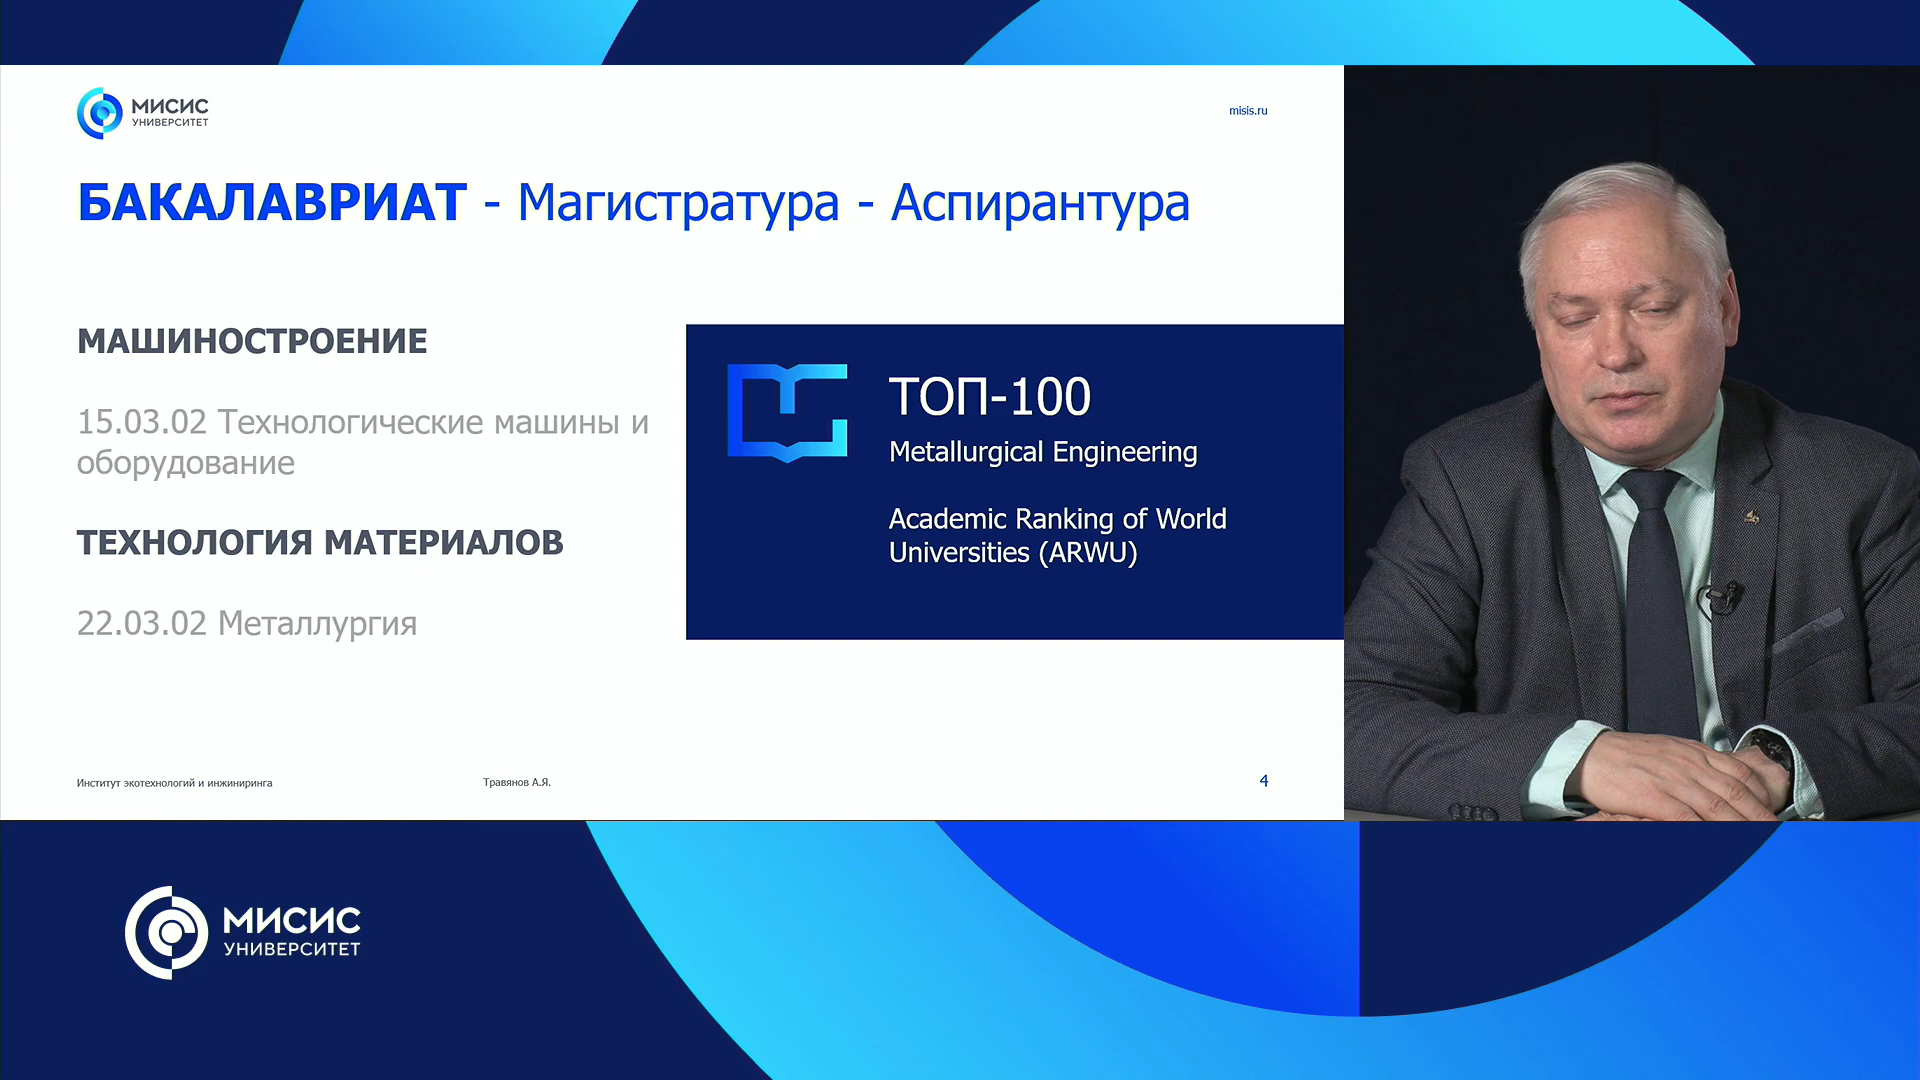 МИСИС
УНИВЕРСИТЕТ
misis.ru
БАКАЛАВРИАТ - Магистратура - Аспирантура
МАШИНОСТРОЕНИЕ
15.03.02 Технологические машины и
оборудование
ТЕХНОЛОГИЯ МАТЕРИАЛОВ
22.03.02 Металлургия
ТОП-100
Metallurgical Engineering
Academic Ranking of World
Universities (ARWU)
Институт экотехнологий и инжиниринга
Травянов А.Я.
4
МИСИС
УНИВЕРСИТЕТ